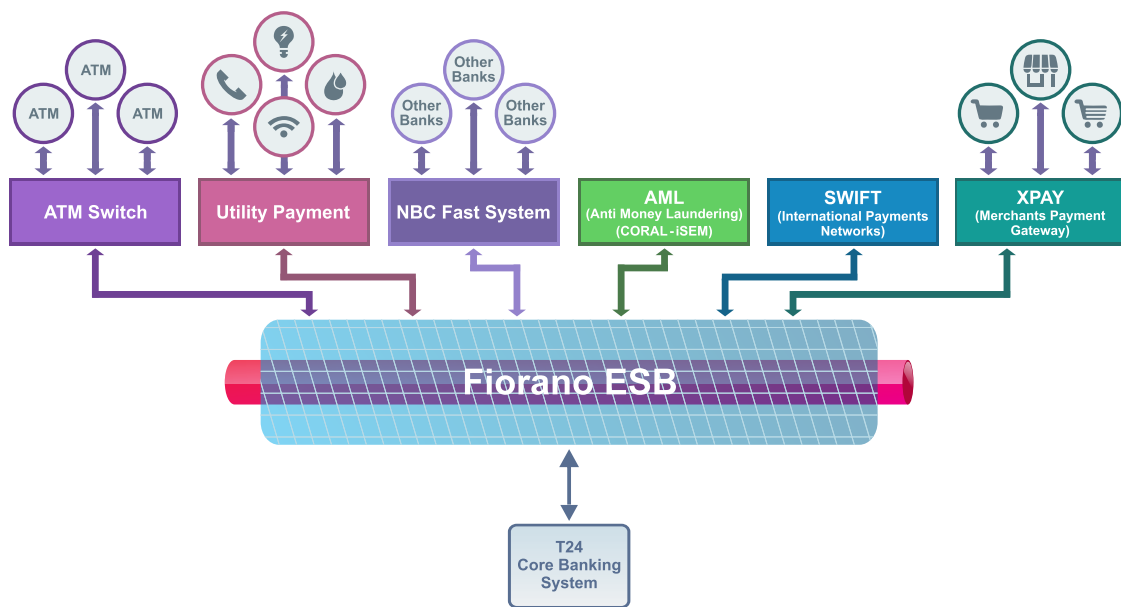 ATM
ATM
ATM
Other
Banks
Other
Banks
Other
Banks
ATM Switch
Utility Payment
NBC Fast System
AML
(Anti Money Laundering)
(CORAL-iSEM)
SWIFT
(International Payments
Networks)
XPAY
(Merchants Payment
Gateway)
Fiorano ESB
T24
Core Banking
System